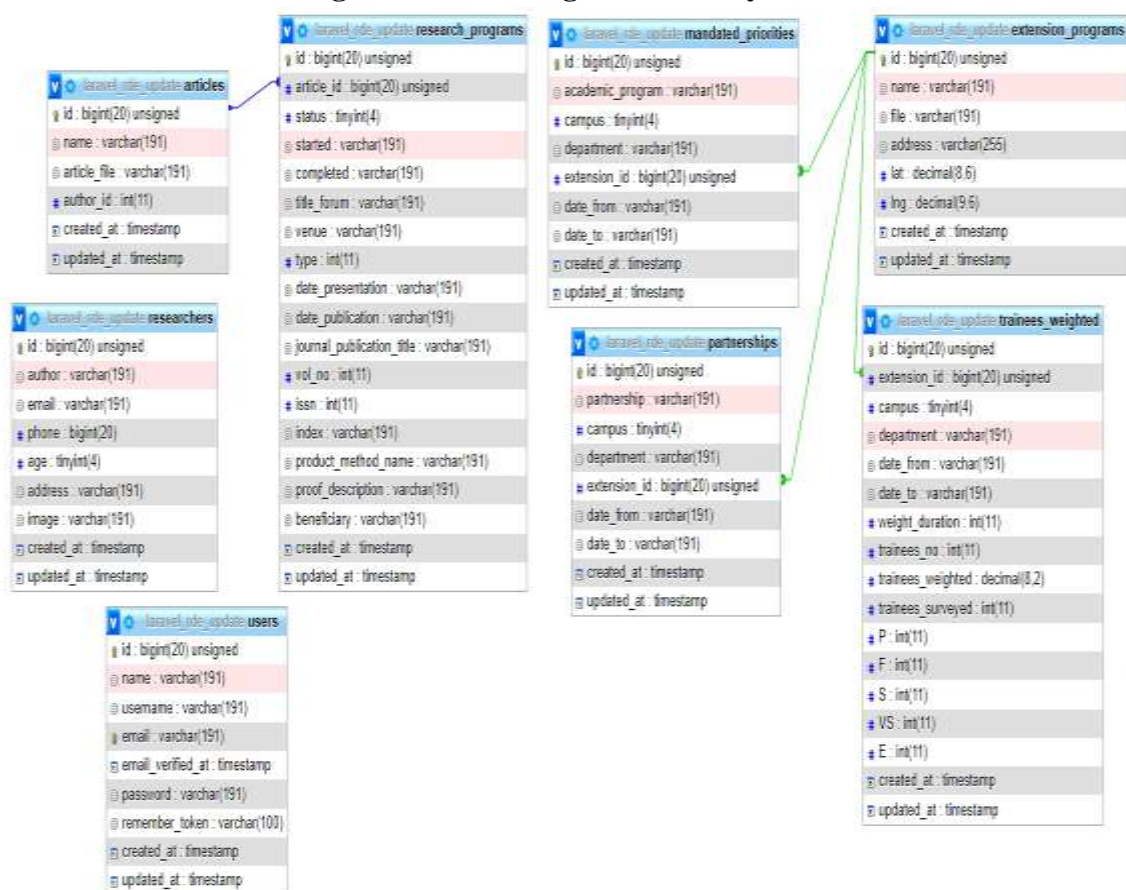 laravel_rde_update articles
id : bigint(20) unsigned
name : varchar(191)
article_file : varchar(191)
author_id : int(11)
created_at : timestamp
updated_at : timestamp
laravel_rde_update researchers
id : bigint(20) unsigned
author : varchar(191)
email : varchar(191)
phone : bigint(20)
age : tinyint(4)
address : varchar(191)
image : varchar(191)
created_at : timestamp
updated_at : timestamp
laravel_rde_update users
id : bigint(20) unsigned
name : varchar(191)
username : varchar(191)
email : varchar(191)
email_verified_at : timestamp
password : varchar(191)
remember_token : varchar(100)
created_at : timestamp
updated_at : timestamp
laravel_rde_update research_programs
id : bigint(20) unsigned
article_id : bigint(20) unsigned
status : tinyint(4)
started : varchar(191)
completed : varchar(191)
title_forum : varchar(191)
venue : varchar(191)
type : int(11)
date_presentation : varchar(191)
date_publication : varchar(191)
journal_publication_title : varchar(191)
vol_no : int(11)
issn : int(11)
index : varchar(191)
product_method_name : varchar(191)
proof_description : varchar(191)
beneficiary : varchar(191)
created_at : timestamp
updated_at : timestamp
laravel_rde_update mandated_priorities
id : bigint(20) unsigned
academic_program : varchar(191)
campus : tinyint(4)
department : varchar(191)
extension_id : bigint(20) unsigned
date_from : varchar(191)
date_to : varchar(191)
created_at : timestamp
updated_at : timestamp
laravel_rde_update partnerships
id : bigint(20) unsigned
partnership : varchar(191)
campus : tinyint(4)
department : varchar(191)
extension_id : bigint(20) unsigned
date_from : varchar(191)
date_to : varchar(191)
created_at : timestamp
updated_at : timestamp
laravel_rde_update extension_programs
id : bigint(20) unsigned
name : varchar(191)
file : varchar(191)
address : varchar(255)
lat : decimal(8,6)
lng : decimal(9,6)
created_at : timestamp
updated_at : timestamp
laravel_rde_update trainees_weighted
id : bigint(20) unsigned
extension_id : bigint(20) unsigned
campus : tinyint(4)
department : varchar(191)
date_from : varchar(191)
date_to : varchar(191)
weight_duration : int(11)
trainees_no : int(11)
trainees_weighted : decimal(8,2)
trainees_surveyed : int(11)
P : int(11)
F : int(11)
S : int(11)
VS : int(11)
E : int(11)
created_at : timestamp
updated_at : timestamp